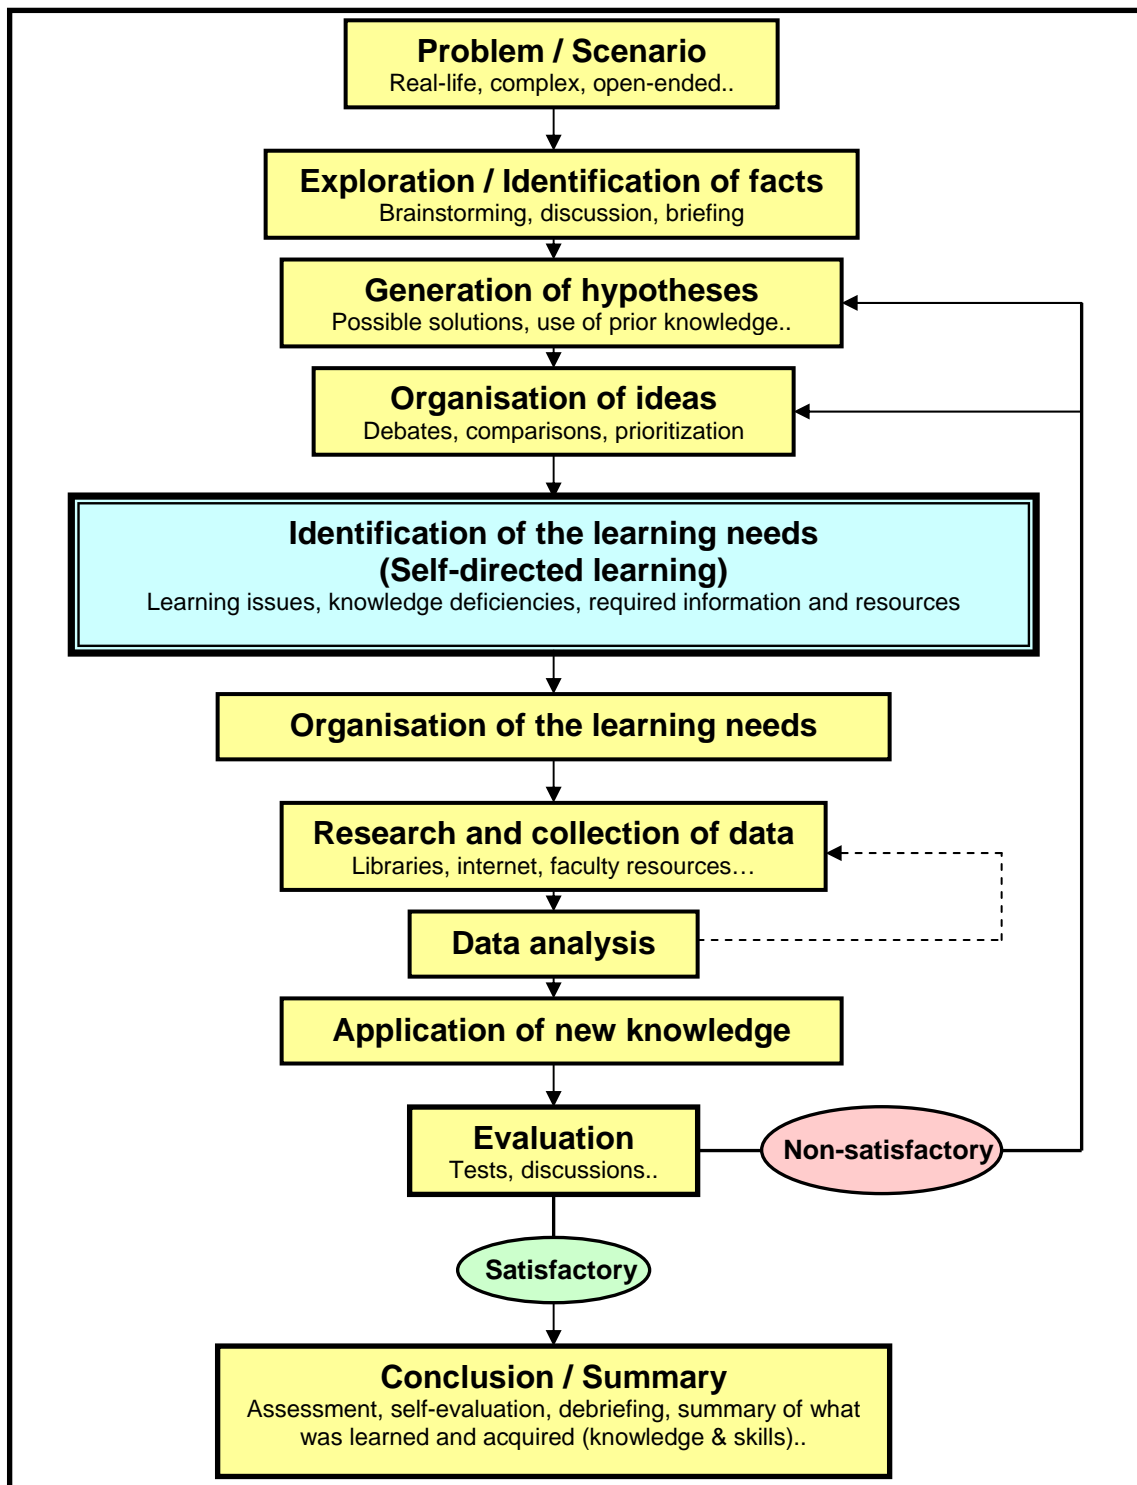 Problem / Scenario
Real-life, complex, open-ended..
Exploration / Identification of facts
Brainstorming, discussion, briefing
Generation of hypotheses
Possible solutions, use of prior knowledge..
Organisation of ideas
Debates, comparisons, prioritization
Identification of the learning needs
(Self-directed learning)
Learning issues, knowledge deficiencies, required information and resources
Organisation of the learning needs
Research and collection of data
Libraries, internet, faculty resources…
Data analysis
Application of new knowledge
Evaluation
Tests, discussions..
Non-satisfactory
Satisfactory
Conclusion / Summary
Assessment, self-evaluation, debriefing, summary of what
was learned and acquired (knowledge & skills)..